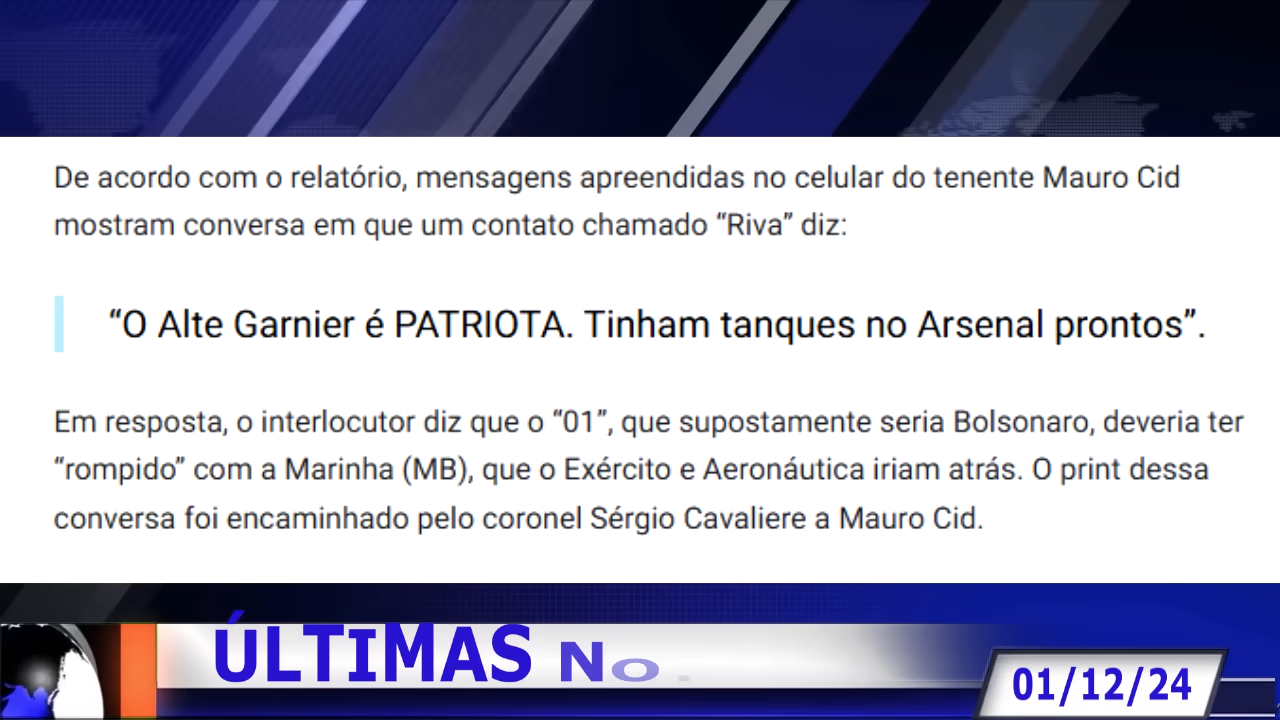 De acordo com o relatório, mensagens apreendidas no celular do tenente Mauro Cid
mostram conversa em que um contato chamado “Riva” diz:
“O Alte Garnier é PATRIOTA. Tinham tanques no Arsenal prontos”.
Em resposta, o interlocutor diz que o “01”, que supostamente seria Bolsonaro, deveria ter
“rompido” com a Marinha (MB), que o Exército e Aeronáutica iriam atrás. O print dessa
conversa foi encaminhado pelo coronel Sérgio Cavaliere a Mauro Cid.
ÚLTIMAS No
01/12/24